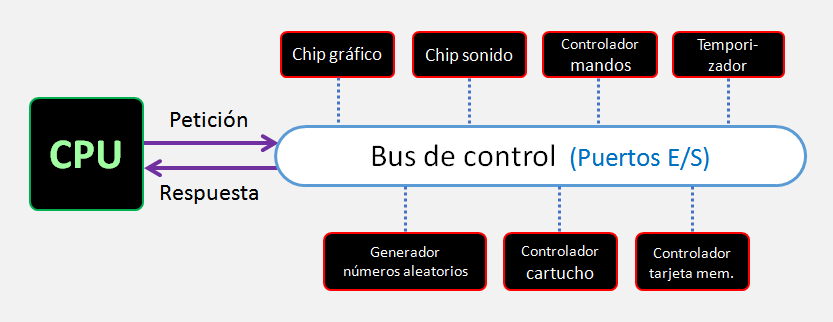 Chip gráfico
Chip sonido
Controlador
mandos
Tempori-
zador
CPU
Petición
Respuesta
Bus de control (Puertos E/S)
Generador
números aleatorios
Controlador
cartucho
Controlador
tarjeta mem.